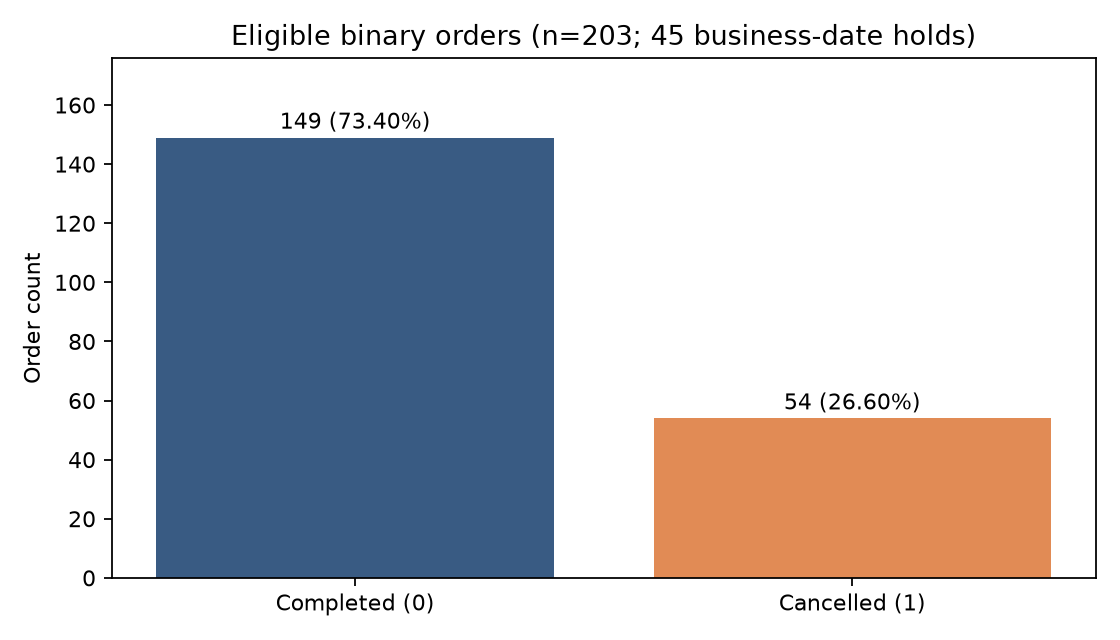 Eligible binary orders (n=203; 45 business-date holds)
Order count
160
140
120
100
80
60
40
20
0
149 (73.40%)
54 (26.60%)
Completed (0)
Cancelled (1)